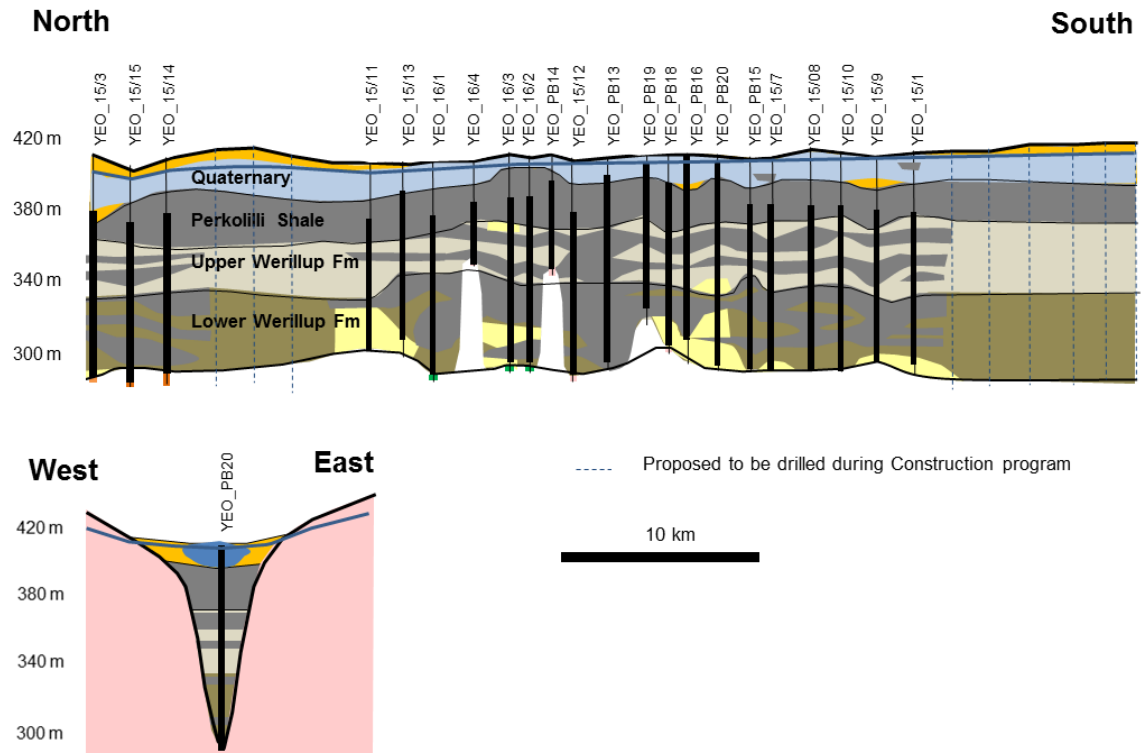 North
South
YEO_15/3
YEO_15/15
YEO_15/14
YEO_15/11
YEO_15/13
YEO_16/1
YEO_16/4
YEO_16/3
YEO_16/2
YEO_PB14
YEO_15/12
YEO_PB13
YEO_PB19
YEO_PB18
YEO_PB16
YEO_PB20
YEO_PB15
YEO_15/7
YEO_15/08
YEO_15/10
YEO_15/9
YEO_15/1
420 m
Quaternary
380 m
Perkolilli Shale
Upper Werillup Fm
340 m
Lower Werillup Fm
300 m
West
East
YEO_PB20
Proposed to be drilled during Construction program
420 m
10 km
380 m
340 m
300 m